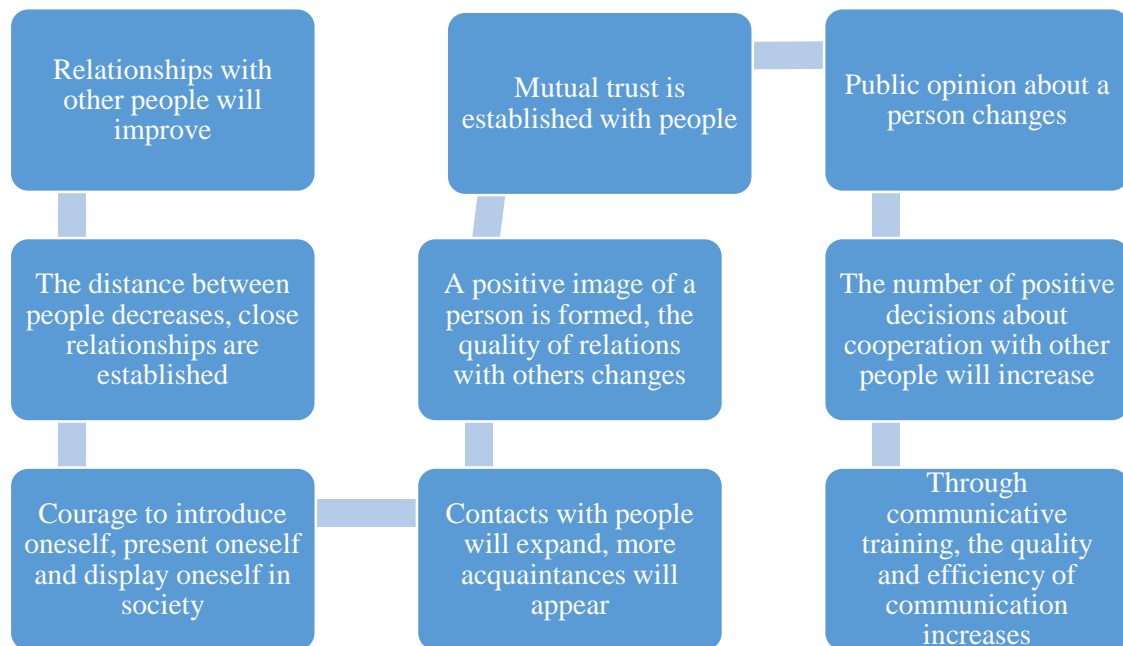 Relationships with
other people will
improve
The distance between
people decreases, close
relationships are
established
Courage to introduce
oneself, present oneself
and display oneself in
society
Contacts with people
will expand, more
acquaintances will
appear
A positive image of a
person is formed, the
quality of relations
with others changes
Mutual trust is
established with people
Public opinion about a
person changes
The number of positive
decisions about
cooperation with other
people will increase
Through
communicative
training, the quality
and efficiency of
communication
increases